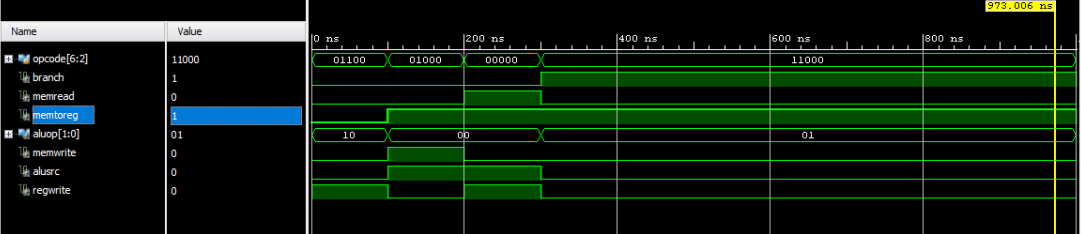 973.006 ns
Name Value
0 ns 200 ns 400 ns 600 ns 800 ns
opcode[6:2] 11000 01100 01000 00000 11000
branch 1
memread 0
memtoreg 1
aluop[1:0] 01 10 00 01
memwrite 0
alusrc 0
regwrite 0